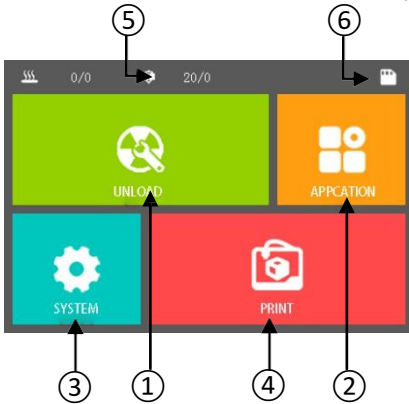 ⑤ ⑥
0/0 20/0
UNLOAD APPCATION
SYSTEM PRINT
③ ① ④ ②